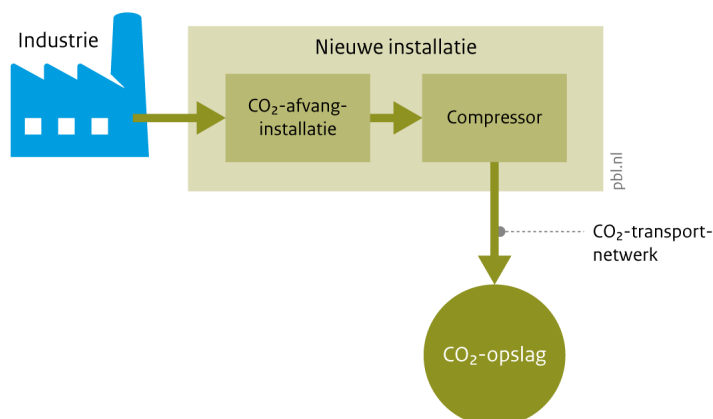 Industrie
Nieuwe installatie
CO₂-afvang-
installatie
Compressor
pbl.nl
CO₂-transport-
netwerk
CO₂-opslag